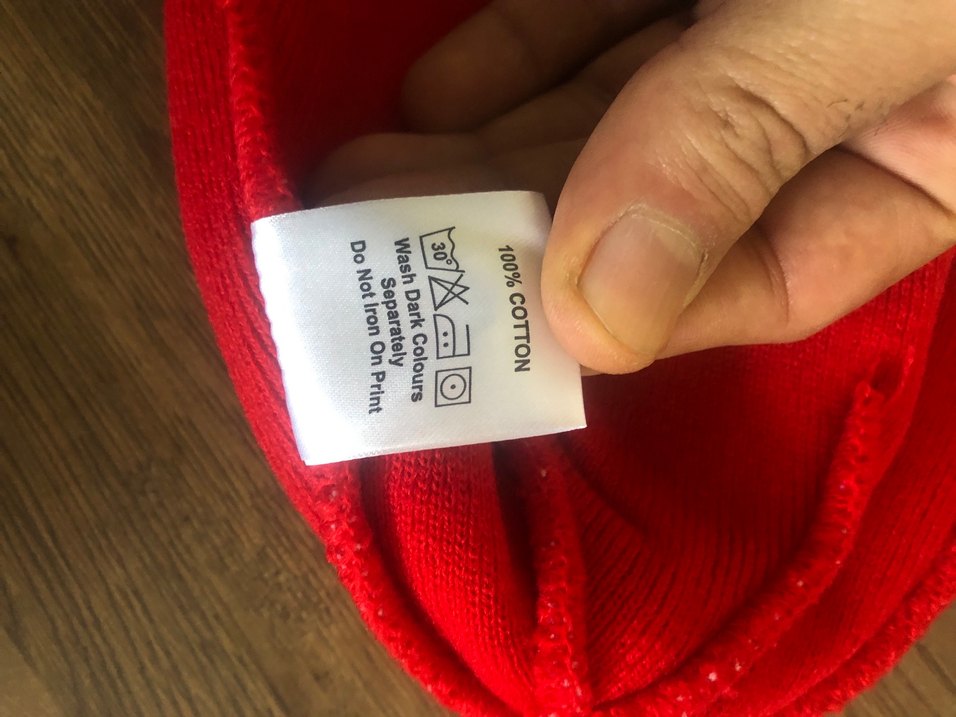 100% COTTON
30°
Wash Dark Colours
Separately
Do Not Iron On Print